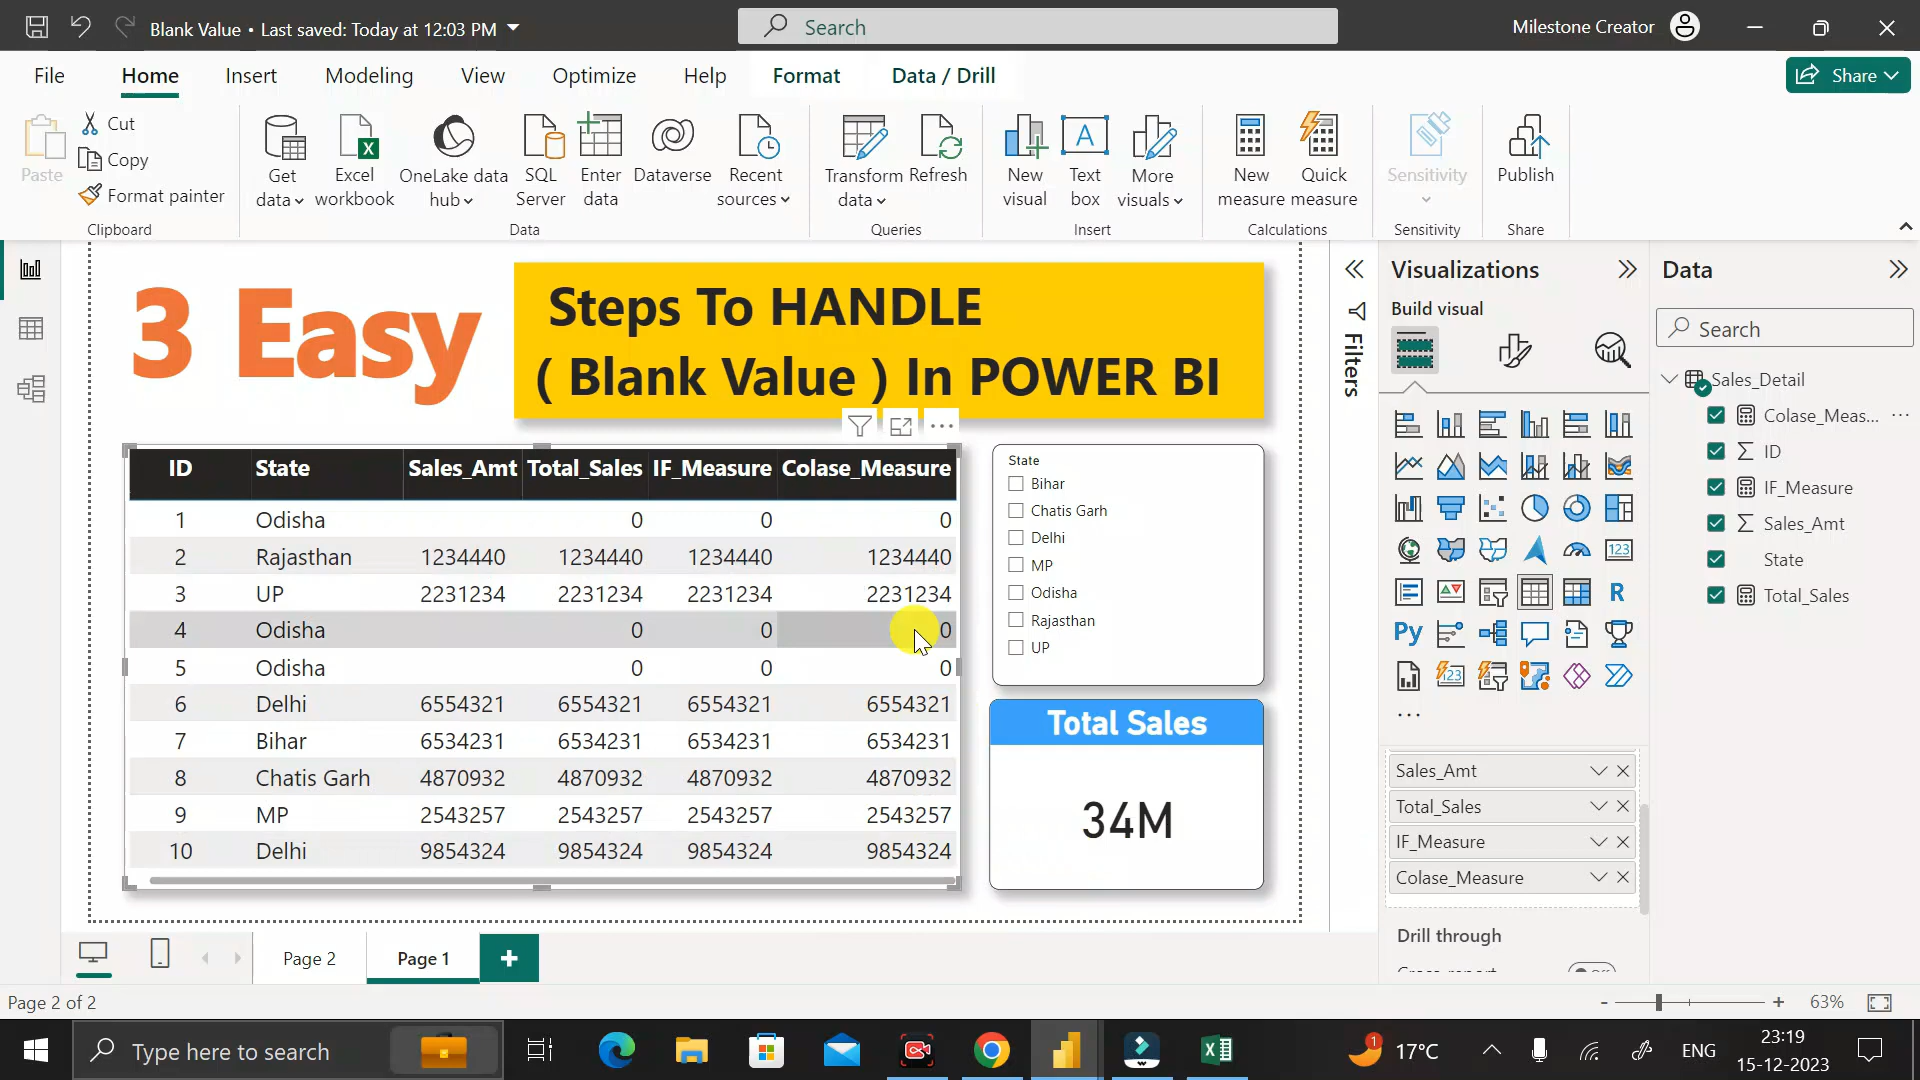 Blank Value • Last saved: Today at 12:03 PM
Search
Milestone Creator
File Home Insert Modeling View Optimize Help Format Data / Drill
Share
Paste
Cut
Copy
Format painter
Clipboard
Get data
Excel workbook
OneLake data hub
SQL Server
Enter data
Dataverse
Recent sources
Data
Transform data
Refresh
Queries
New visual
Text box
More visuals
Insert
New measure
Quick measure
Calculations
Sensitivity
Sensitivity
Publish
Share
3 Easy
Steps To HANDLE
( Blank Value ) In POWER BI
ID State Sales_Amt Total_Sales IF_Measure Colase_Measure
1 Odisha 0 0 0
2 Rajasthan 1234440 1234440 1234440 1234440
3 UP 2231234 2231234 2231234 2231234
4 Odisha 0 0 0
5 Odisha 0 0 0
6 Delhi 6554321 6554321 6554321 6554321
7 Bihar 6534231 6534231 6534231 6534231
8 Chatis Garh 4870932 4870932 4870932 4870932
9 MP 2543257 2543257 2543257 2543257
10 Delhi 9854324 9854324 9854324 9854324
State
Bihar
Chatis Garh
Delhi
MP
Odisha
Rajasthan
UP
Total Sales
34M
Filters
Visualizations
Build visual
123
R
Py
123
Sales_Amt
Total_Sales
IF_Measure
Colase_Measure
Drill through
Data
Search
Sales_Detail
Colase_Meas...
ID
IF_Measure
Sales_Amt
State
Total_Sales
Page 2
Page 1
Page 2 of 2
63%
Type here to search
1
17°C
ENG
23:19
15-12-2023